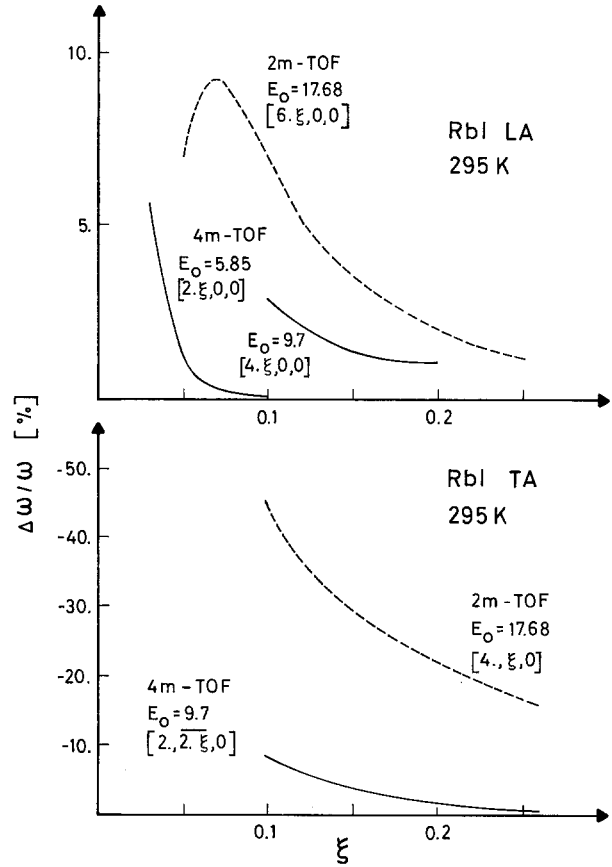 10.
5.
2m-TOF
E₀=17.68
[6.ξ,0,0]
RbI LA
295 K
4m-TOF
E₀=5.85
[2.ξ,0,0]
E₀=9.7
[4.ξ,0,0]
0.1
0.2
Δω/ω [%]
-50.
-40.
-30.
-20.
-10.
RbI TA
295 K
2m-TOF
E₀=17.68
[4.,ξ,0]
4m-TOF
E₀=9.7
[2.,2̅.̅ξ̅,0]
0.1
0.2
ξ